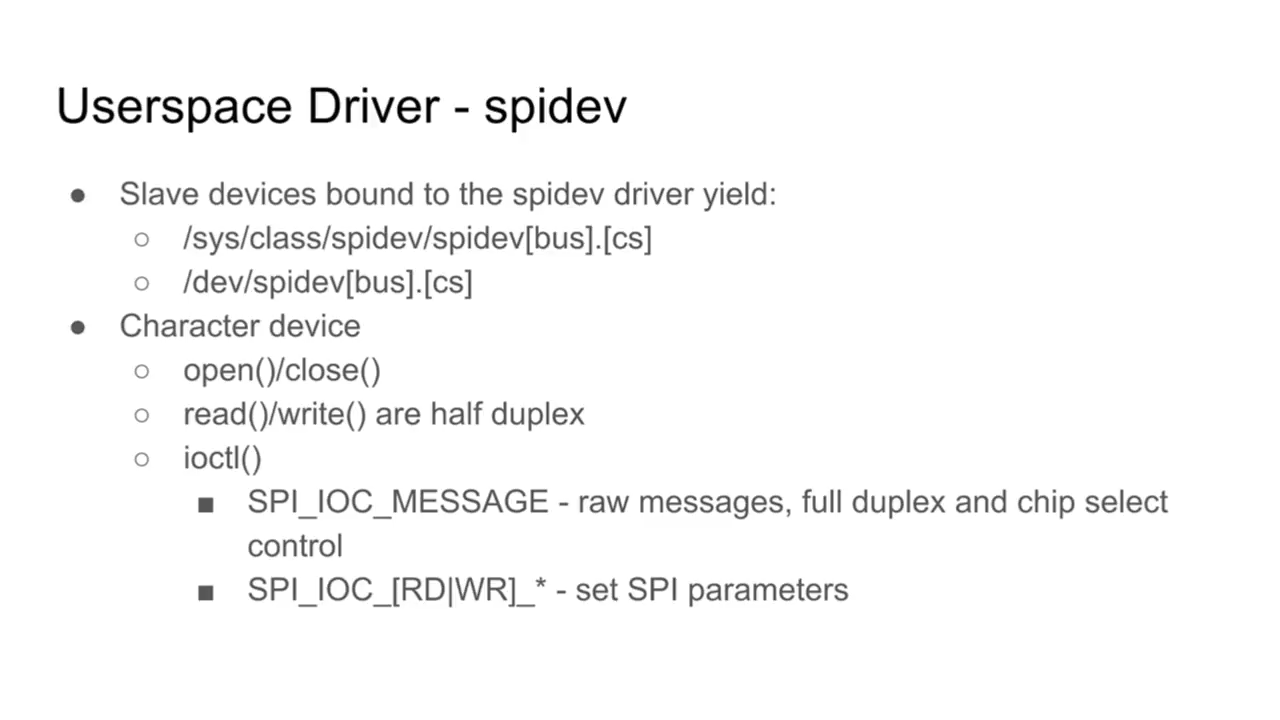 Userspace Driver - spidev
● Slave devices bound to the spidev driver yield:
○ /sys/class/spidev/spidev[bus].[cs]
○ /dev/spidev[bus].[cs]
● Character device
○ open()/close()
○ read()/write() are half duplex
○ ioctl()
■ SPI_IOC_MESSAGE - raw messages, full duplex and chip select
control
■ SPI_IOC_[RD|WR]_* - set SPI parameters